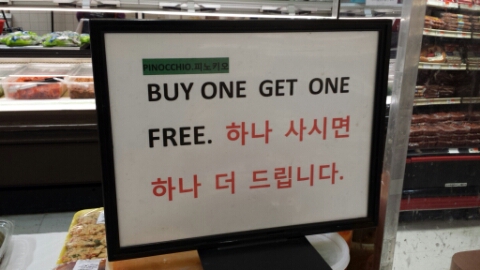 PINOCCHIO.피노키오
BUY ONE GET ONE
FREE. 하나 사시면
하나 더 드립니다.